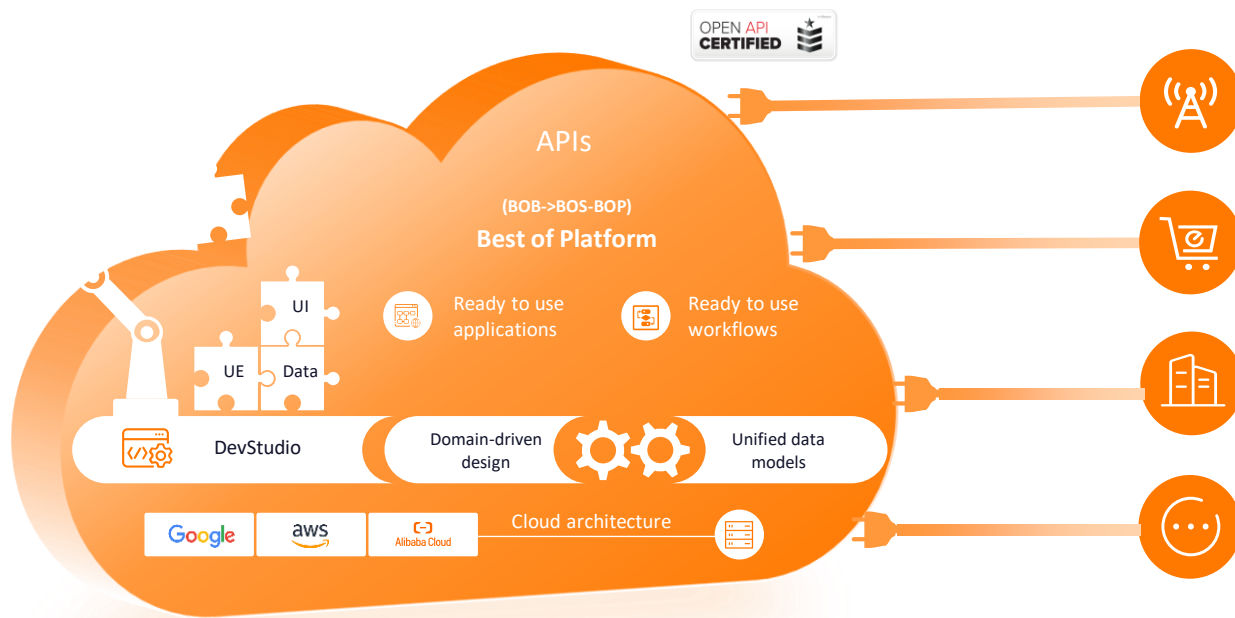 OPEN API
CERTIFIED
APIs
(BOB->BOS-BOP)
Best of Platform
Ready to use
applications
Ready to use
workflows
UI
UE
Data
DevStudio
Domain-driven
design
Unified data
models
Google
aws
Alibaba Cloud
Cloud architecture